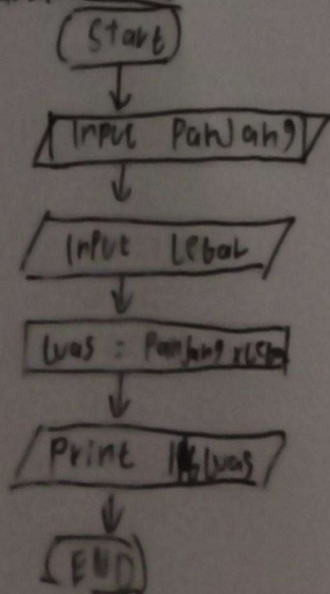 Start
Input Panjang
Input Lebar
Luas = Panjang x Lebar
Print Luas
END